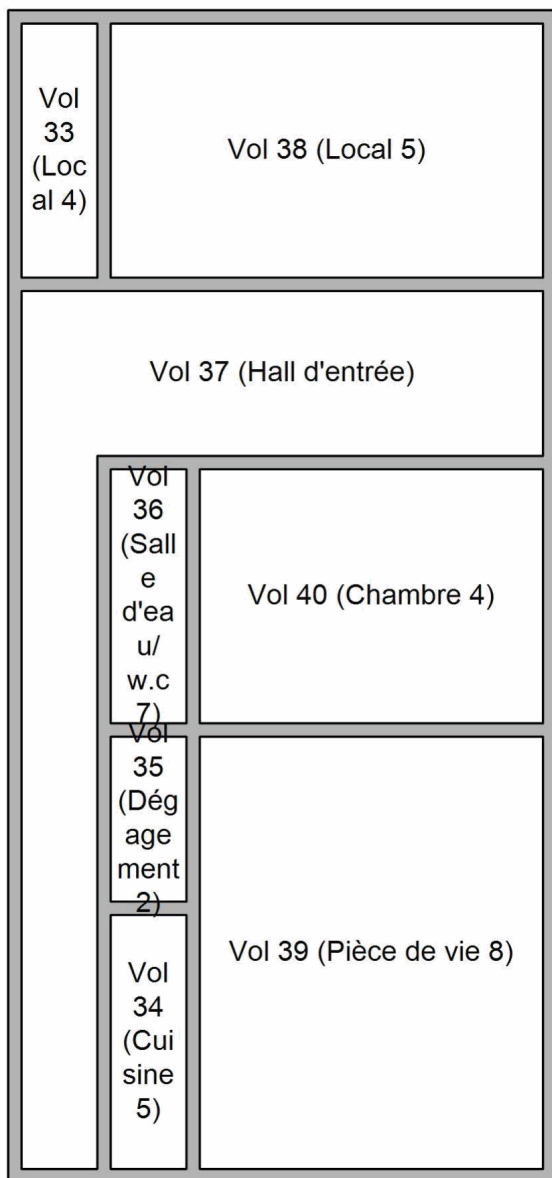 Vol
33
(Loc
al 4)
Vol 38 (Local 5)
Vol 37 (Hall d'entrée)
Vol
36
(Sall
e
d'ea
u/
w.c
7)
Vol 40 (Chambre 4)
Vol
35
(Dég
age
ment
2)
Vol 39 (Pièce de vie 8)
Vol
34
(Cui
sine
5)